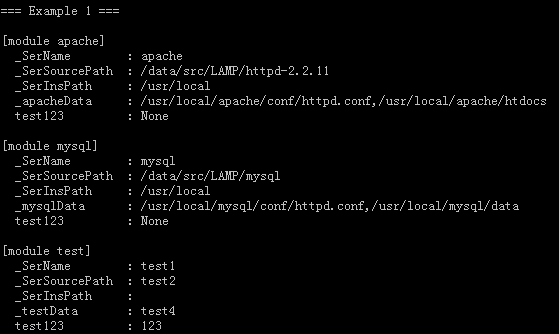 === Example 1 ===
[module apache]
_SerName : apache
_SerSourcePath : /data/src/LAMP/httpd-2.2.11
_SerInsPath : /usr/local
_apacheData : /usr/local/apache/conf/httpd.conf,/usr/local/apache/htdocs
test123 : None
[module mysql]
_SerName : mysql
_SerSourcePath : /data/src/LAMP/mysql
_SerInsPath : /usr/local
_mysqlData : /usr/local/mysql/conf/httpd.conf,/usr/local/mysql/data
test123 : None
[module test]
_SerName : test1
_SerSourcePath : test2
_SerInsPath :
_testData : test4
test123 : 123